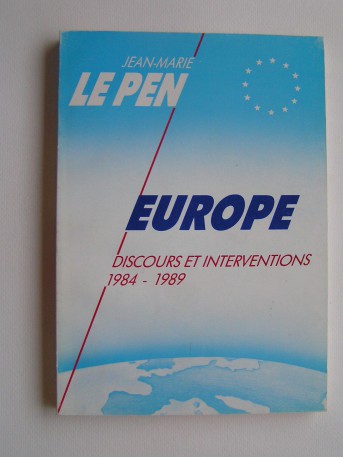 JEAN-MARIE
LE PEN
EUROPE
DISCOURS ET INTERVENTIONS
1984 - 1989